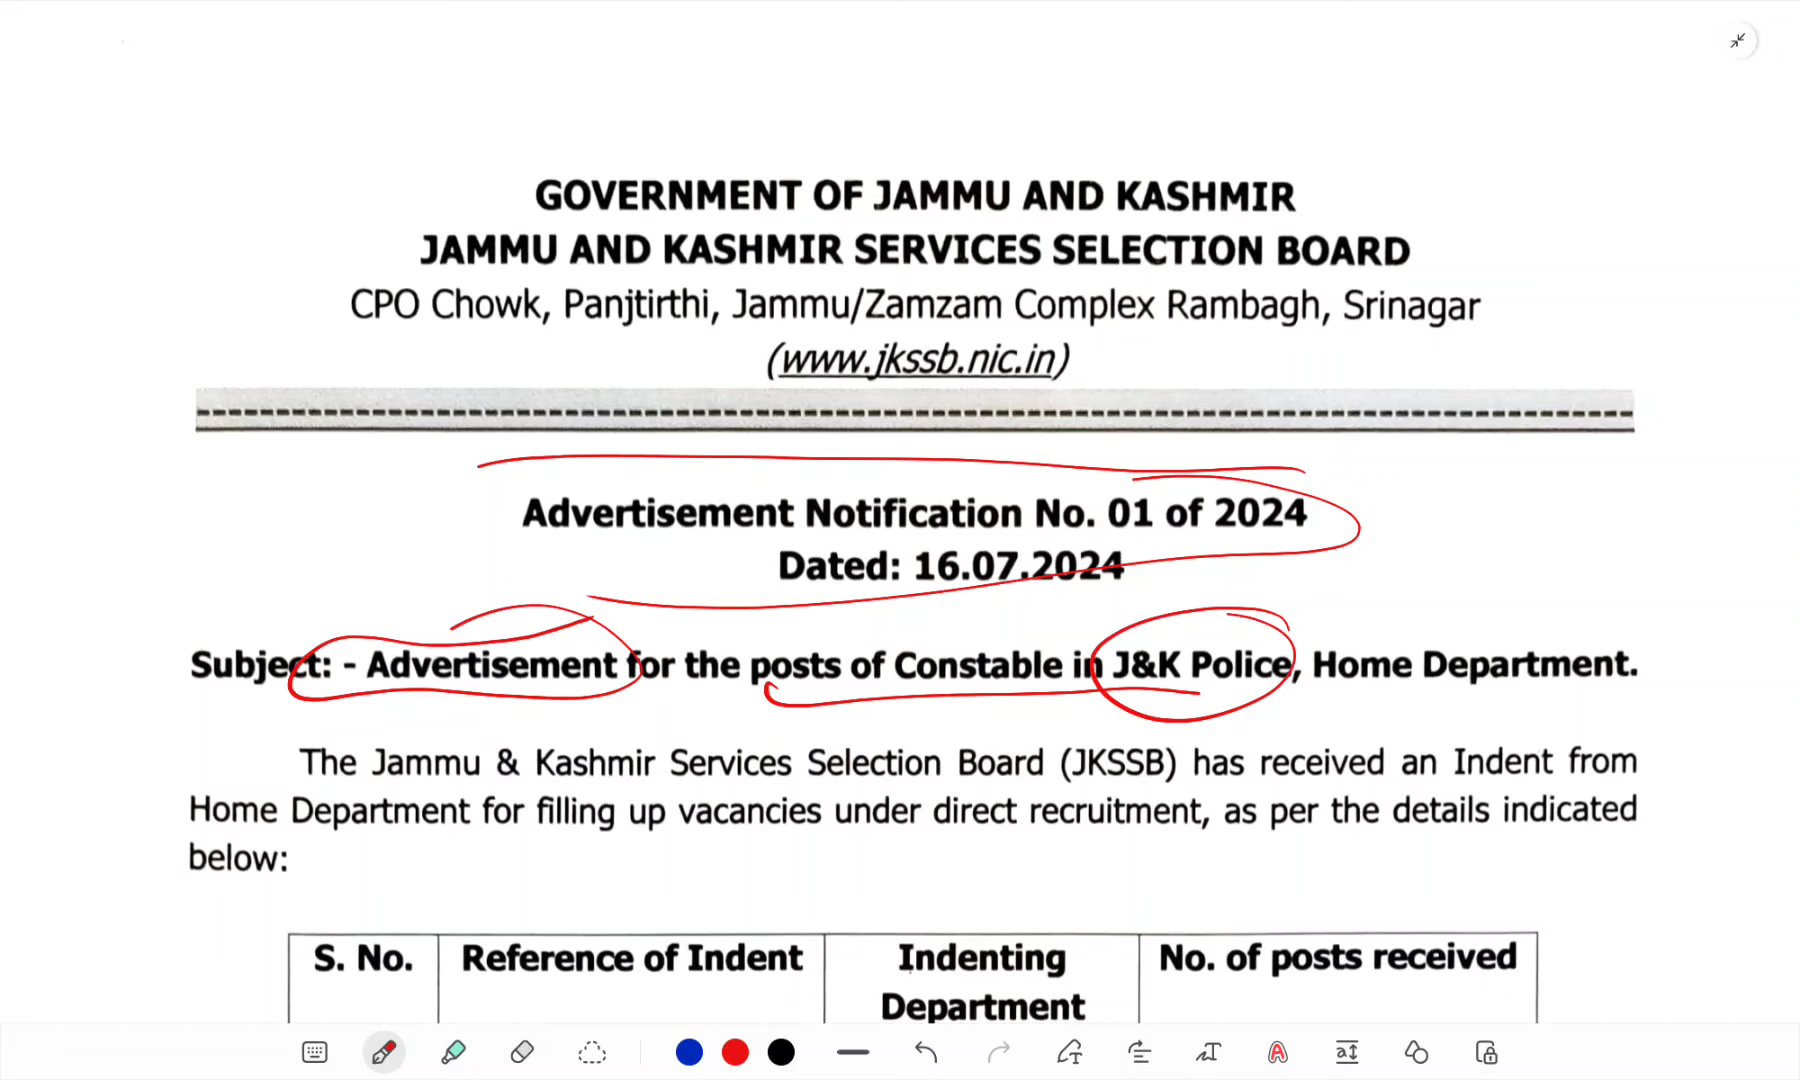 GOVERNMENT OF JAMMU AND KASHMIR
JAMMU AND KASHMIR SERVICES SELECTION BOARD
CPO Chowk, Panjtirthi, Jammu/Zamzam Complex Rambagh, Srinagar
(www.jkssb.nic.in)
Advertisement Notification No. 01 of 2024
Dated: 16.07.2024
Subject: - Advertisement for the posts of Constable in J&K Police, Home Department.
The Jammu & Kashmir Services Selection Board (JKSSB) has received an Indent from
Home Department for filling up vacancies under direct recruitment, as per the details indicated
below:
S. No. Reference of Indent Indenting Department No. of posts received